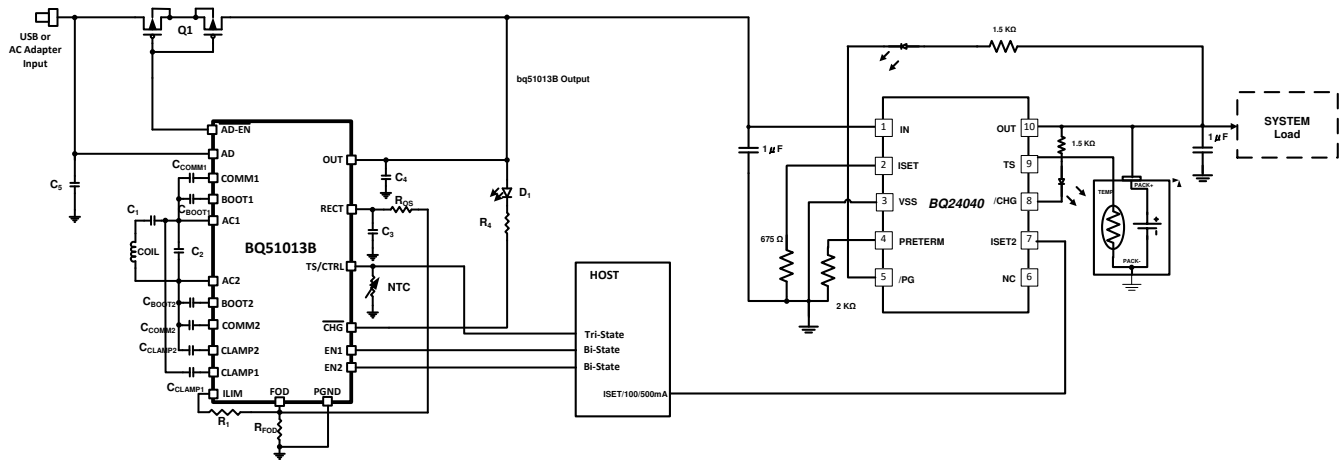 USB or
AC Adapter
Input
Q1
bq51013B Output
1.5 KΩ
AD-EN
AD
COMM1
BOOT1
AC1
AC2
BOOT2
COMM2
CLAMP2
CLAMP1
ILIM
FOD
PGND
OUT
RECT
TS/CTRL
CHG
EN1
EN2
BQ51013B
C5
CCOMM1
CBOOT1
C1
COIL
C2
CBOOT2
CCOMM2
CCLAMP2
CCLAMP1
R1
RFOD
C4
D1
ROS
R4
C3
NTC
HOST
Tri-State
Bi-State
Bi-State
ISET/100/500mA
1 µF
675 Ω
2 KΩ
1 IN
2 ISET
3 VSS
4 PRETERM
5 /PG
BQ24040
OUT 10
TS 9
/CHG 8
ISET2 7
NC 6
1.5 KΩ
TEMP
PACK+
+
-
PACK-
1 µF
SYSTEM
Load